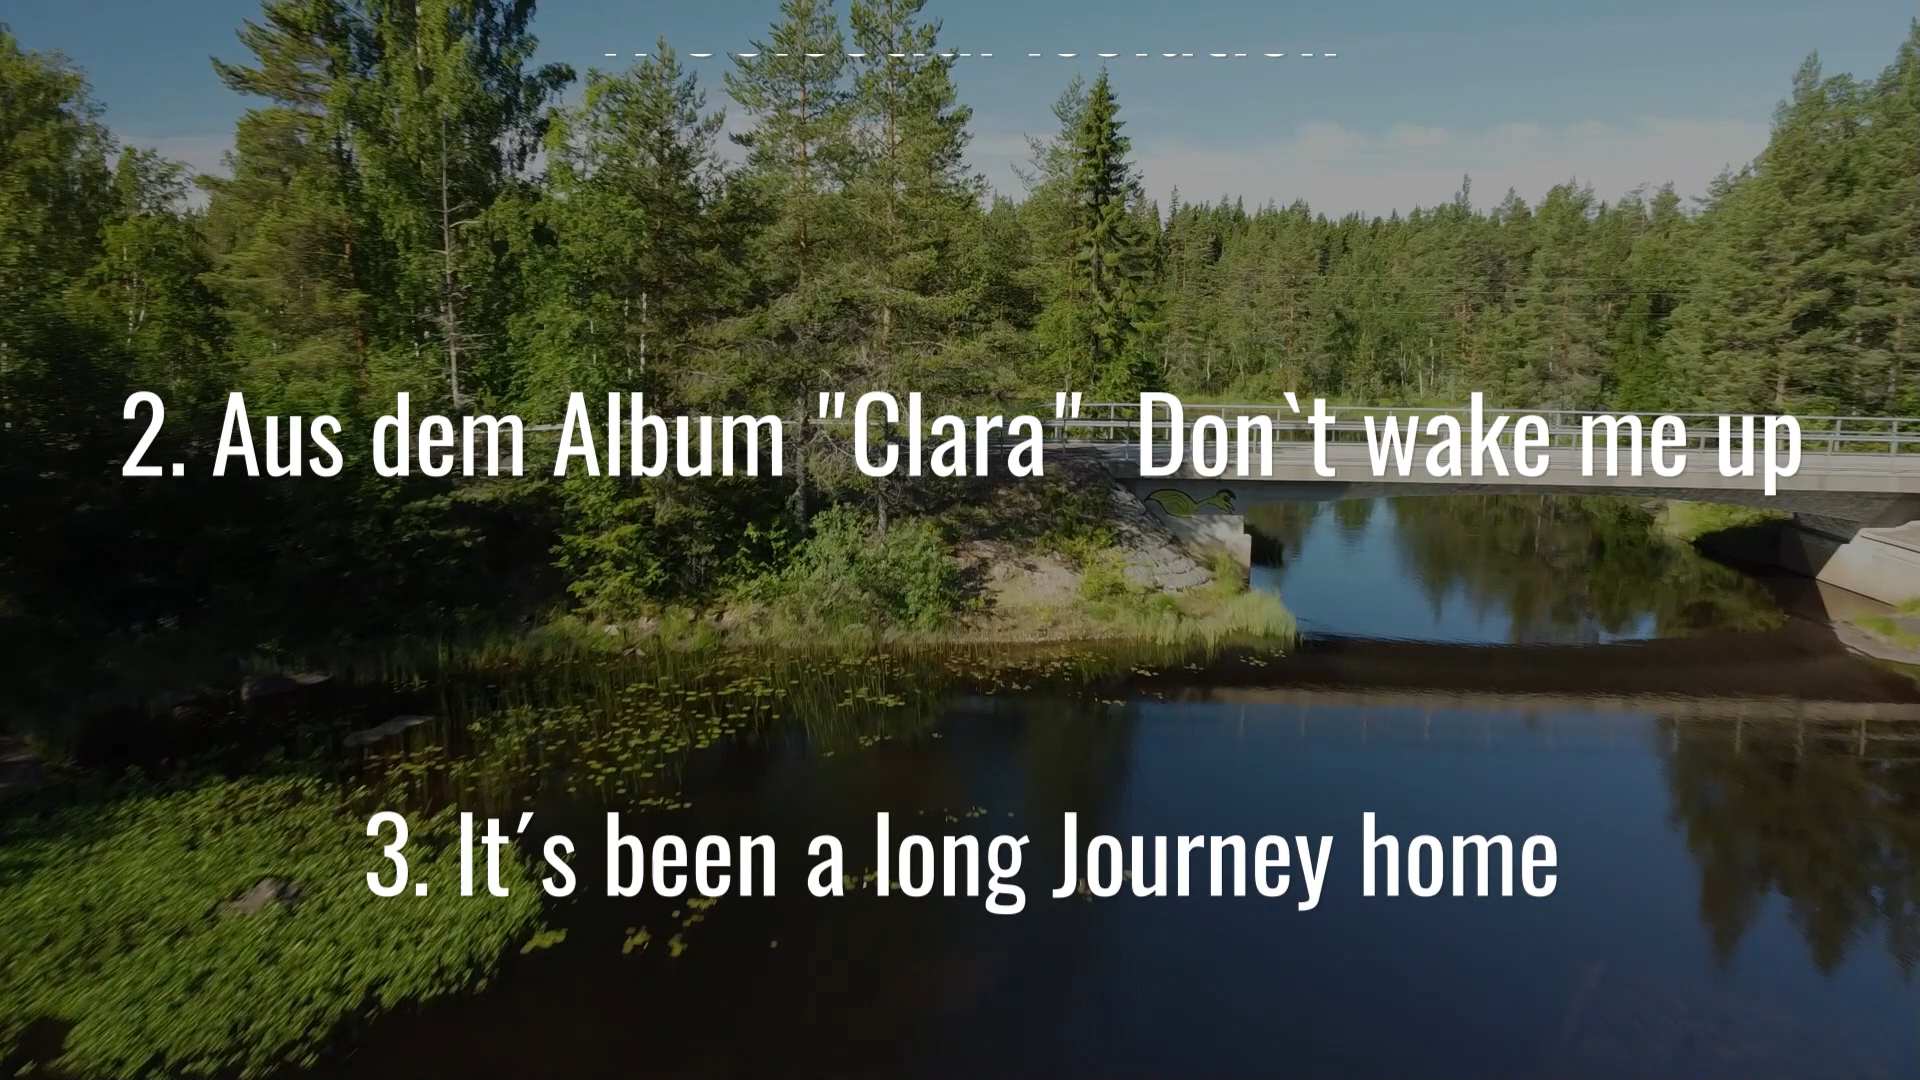 2. Aus dem Album "Clara"  Don`t wake me up
3. It´s been a long Journey home